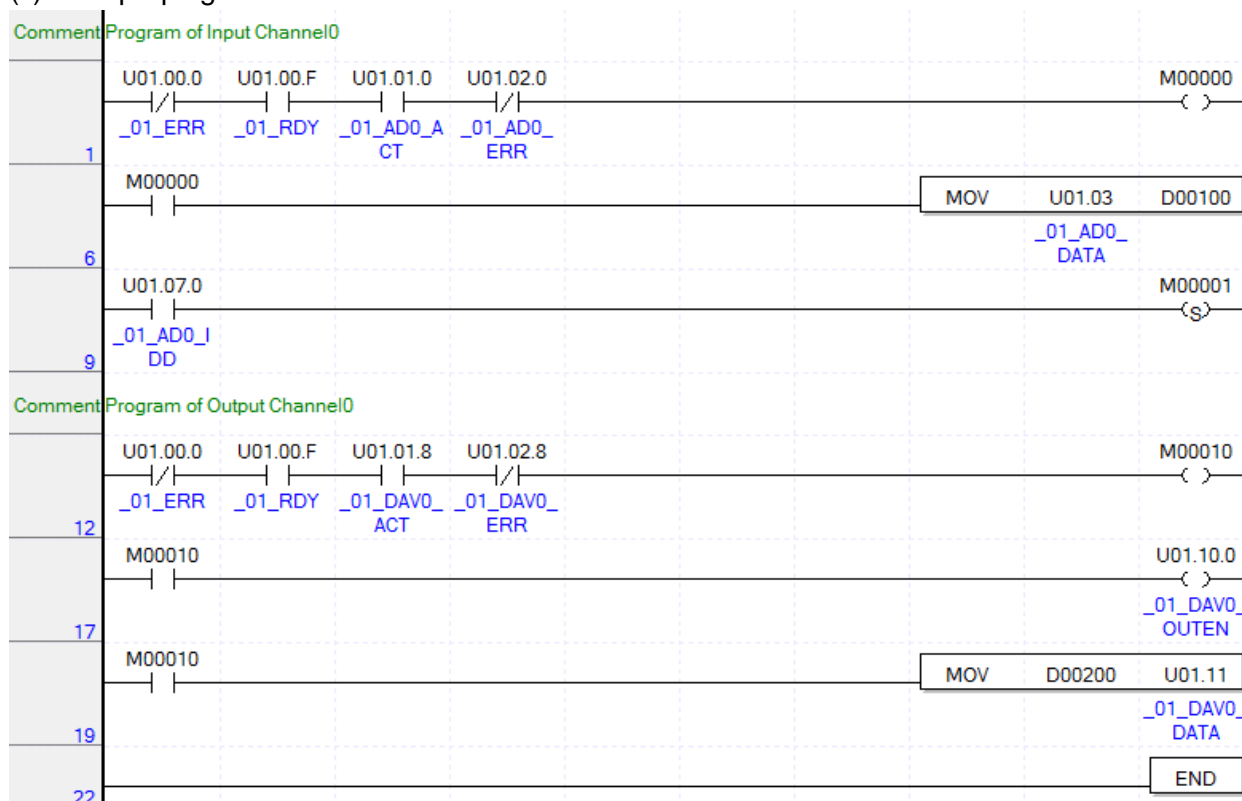 Comment Program of Input Channel0
U01.00.0 U01.00.F U01.01.0 U01.02.0 M00000
_01_ERR _01_RDY _01_AD0_A _01_AD0_
1 CT ERR
M00000
MOV U01.03 D00100
_01_AD0_
6 DATA
U01.07.0 M00001
S
_01_AD0_I
9 DD
Comment Program of Output Channel0
U01.00.0 U01.00.F U01.01.8 U01.02.8 M00010
_01_ERR _01_RDY _01_DAV0_ _01_DAV0_
12 ACT ERR
M00010 U01.10.0
_01_DAV0_
17 OUTEN
M00010
MOV D00200 U01.11
_01_DAV0_
19 DATA
END
22